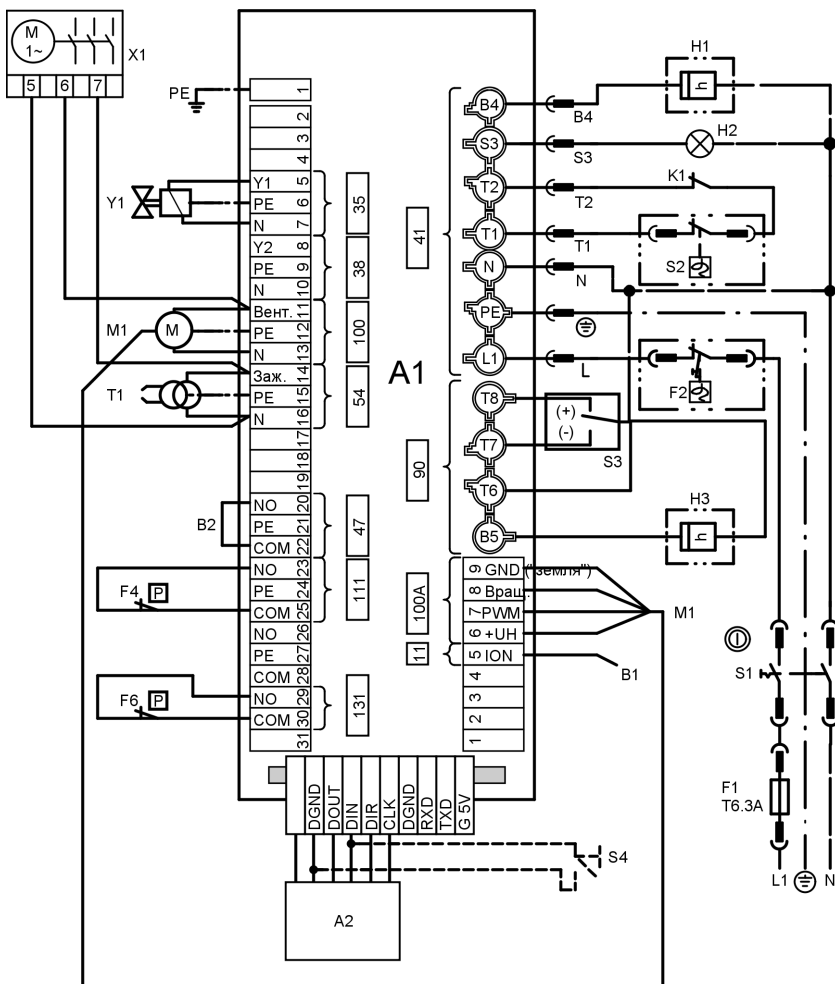 M
1~
X1
5 6 7
PE
1
2
3
4
Y1
Y1 5
PE 6
N 7
35
Y2 8
PE 9
N 10
38
M1
M
Вент. 11
PE 12
N 13
100
T1
Заж. 14
PE 15
N 16
54
17
18
19
B2
NO 20
PE 21
COM 22
47
F4 P
NO 23
PE 24
COM 25
111
NO 26
PE 27
COM 28
F6 P
NO 29
COM 30
131
31
A1
41
B4
S3
T2
T1
N
PE
L1
B4
S3
T2
T1
N
L
H1
h
H2
K1
S2
F2
90
T8
T7
T6
B5
(+)
(-)
S3
H3
h
100A
9 GND ("земля")
8 Вращ.
7 PWM
6 +UH
11
5 ION
4
3
2
1
M1
B1
S1
F1
T6.3A
L1 N
DGND
DOUT
DIN
DIR
CLK
DGND
RXD
TXD
G 5V
S4
A2